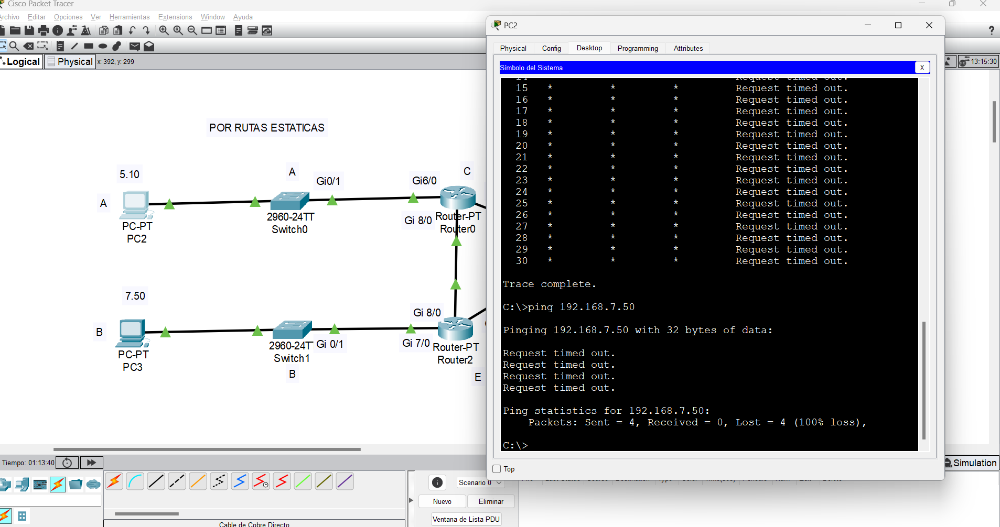 Cisco Packet Tracer
Archivo Editar Opciones Ver Herramientas Extensions Window Ayuda
Logical Physical x: 392, y: 299
13:15:30
POR RUTAS ESTATICAS
5.10
A
PC-PT
PC2
A
Gi0/1
2960-24TT
Switch0
Gi6/0
C
Gi 8/0
Router-PT
Router0
7.50
B
PC-PT
PC3
2960-24T
Switch1
B
Gi 0/1
Gi 8/0
Gi 7/0
Router-PT
Router2
E
PC2
Physical Config Desktop Programming Attributes
Símbolo del Sistema
X
14 Request timed out.
15 * * * Request timed out.
16 * * * Request timed out.
17 * * * Request timed out.
18 * * * Request timed out.
19 * * * Request timed out.
20 * * * Request timed out.
21 * * * Request timed out.
22 * * * Request timed out.
23 * * * Request timed out.
24 * * * Request timed out.
25 * * * Request timed out.
26 * * * Request timed out.
27 * * * Request timed out.
28 * * * Request timed out.
29 * * * Request timed out.
30 * * * Request timed out.
Trace complete.
C:\>ping 192.168.7.50
Pinging 192.168.7.50 with 32 bytes of data:
Request timed out.
Request timed out.
Request timed out.
Request timed out.
Ping statistics for 192.168.7.50:
Packets: Sent = 4, Received = 0, Lost = 4 (100% loss),
C:\>
Top
Tiempo: 01:13:40
Simulation
Scenario 0
Nuevo Eliminar
Ventana de Lista PDU
Cable de Cobre Directo